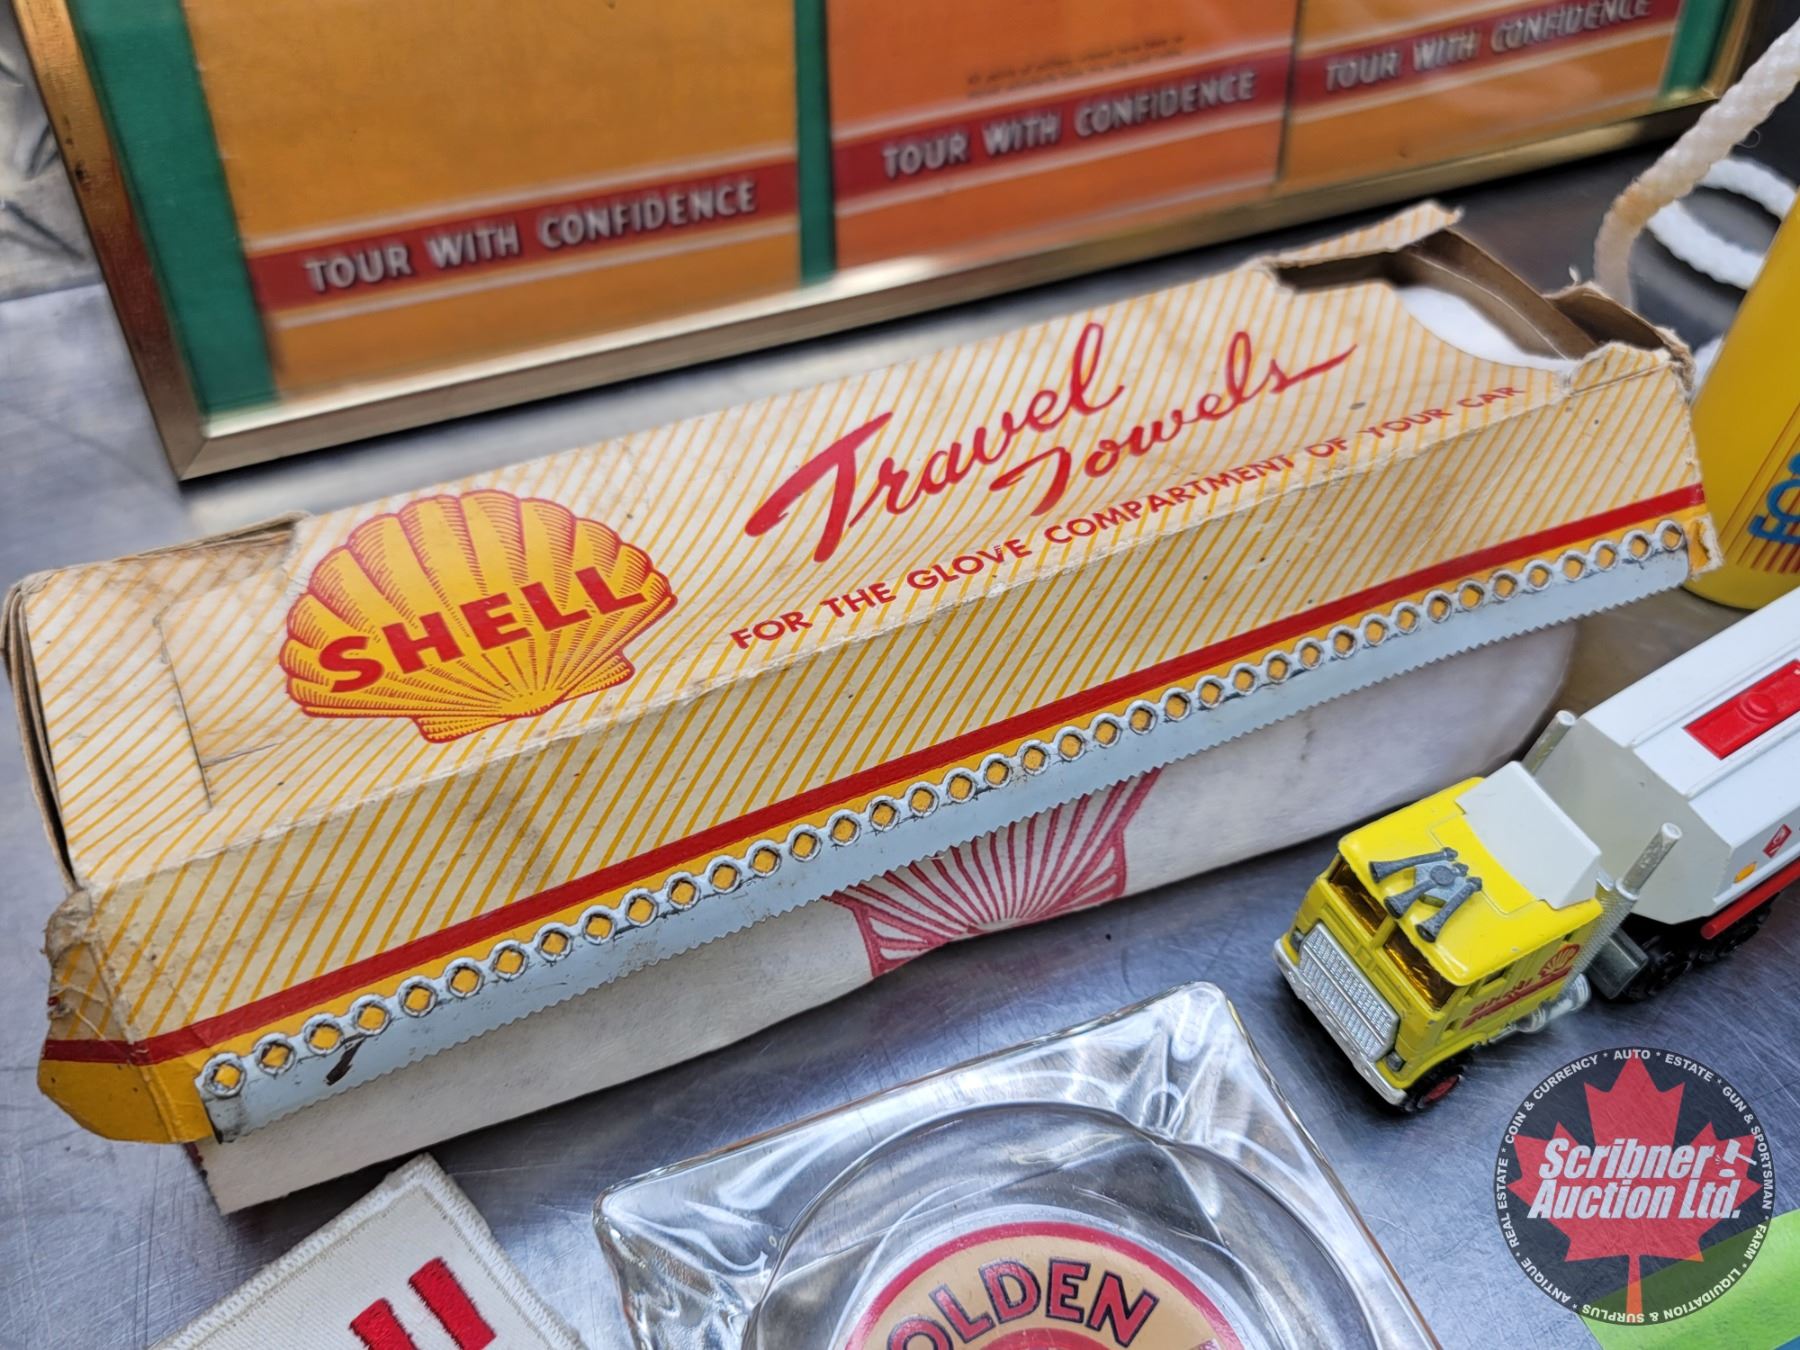 TOUR WITH CONFIDENCE
TOUR WITH CONFIDENCE
TOUR WITH CONFIDENCE
SHELL
Travel
Towels
FOR THE GLOVE COMPARTMENT OF YOUR CAR
OLDEN
Scribner
Auction Ltd.
ANTIQUE * REAL ESTATE * COIN & CURRENCY * AUTO * ESTATE * GUN & SPORTSMAN * FARM * LIQUIDATION & SURPLUS *